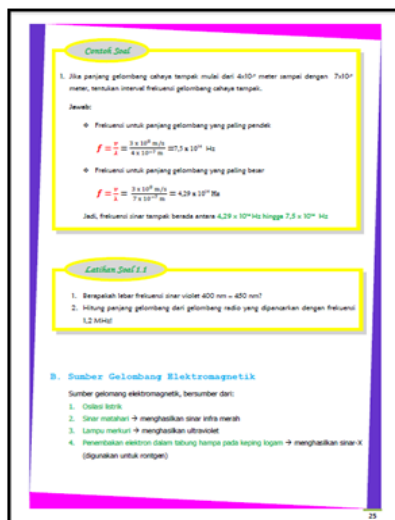 Contoh Soal
1. Jika panjang gelombang cahaya tampak mulai dari 4x10⁻⁷ meter sampai dengan 7x10⁻⁷
meter, tentukan interval frekuensi gelombang cahaya tampak.
Jawab:
❖ Frekuensi untuk panjang gelombang yang paling pendek
f = v/λ = (3 x 10⁸ m/s)/(4 x 10⁻⁷ m) =7,5 x 10¹⁴ Hz
❖ Frekuensi untuk panjang gelombang yang paling besar
f = v/λ = (3 x 10⁸ m/s)/(7 x 10⁻⁷ m) = 4,29 x 10¹⁴ Hz
Jadi, frekuensi sinar tampak berada antara 4,29 x 10¹⁴ Hz hingga 7,5 x 10¹⁴ Hz
Latihan Soal 1.1
1. Berapakah lebar frekuensi sinar violet 400 nm – 450 nm?
2. Hitung panjang gelombang dari gelombang radio yang dipancarkan dengan frekuensi
1,2 MHz!
B. Sumber Gelombang Elektromagnetik
Sumber gelomang elektromagnetik, bersumber dari:
1. Osilasi listrik
2. Sinar matahari → menghasilkan sinar infra merah
3. Lampu merkuri → menghasilkan ultraviolet
4. Penembakan elektron dalam tabung hampa pada keping logam → menghasilkan sinar-X
(digunakan untuk rontgen)
25